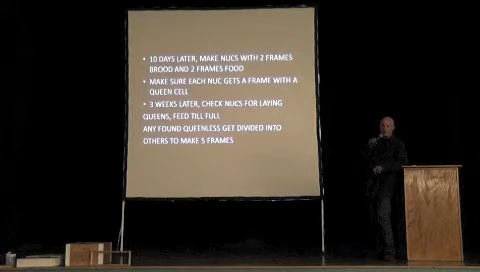 • 10 DAYS LATER, MAKE NUCS WITH 2 FRAMES
BROOD AND 2 FRAMES FOOD
• MAKE SURE EACH NUC GETS A FRAME WITH A
QUEEN CELL
• 3 WEEKS LATER, CHECK NUCS FOR LAYING
QUEENS, FEED TILL FULL
ANY FOUND QUEENLESS GET DIVIDED INTO
OTHERS TO MAKE 5 FRAMES